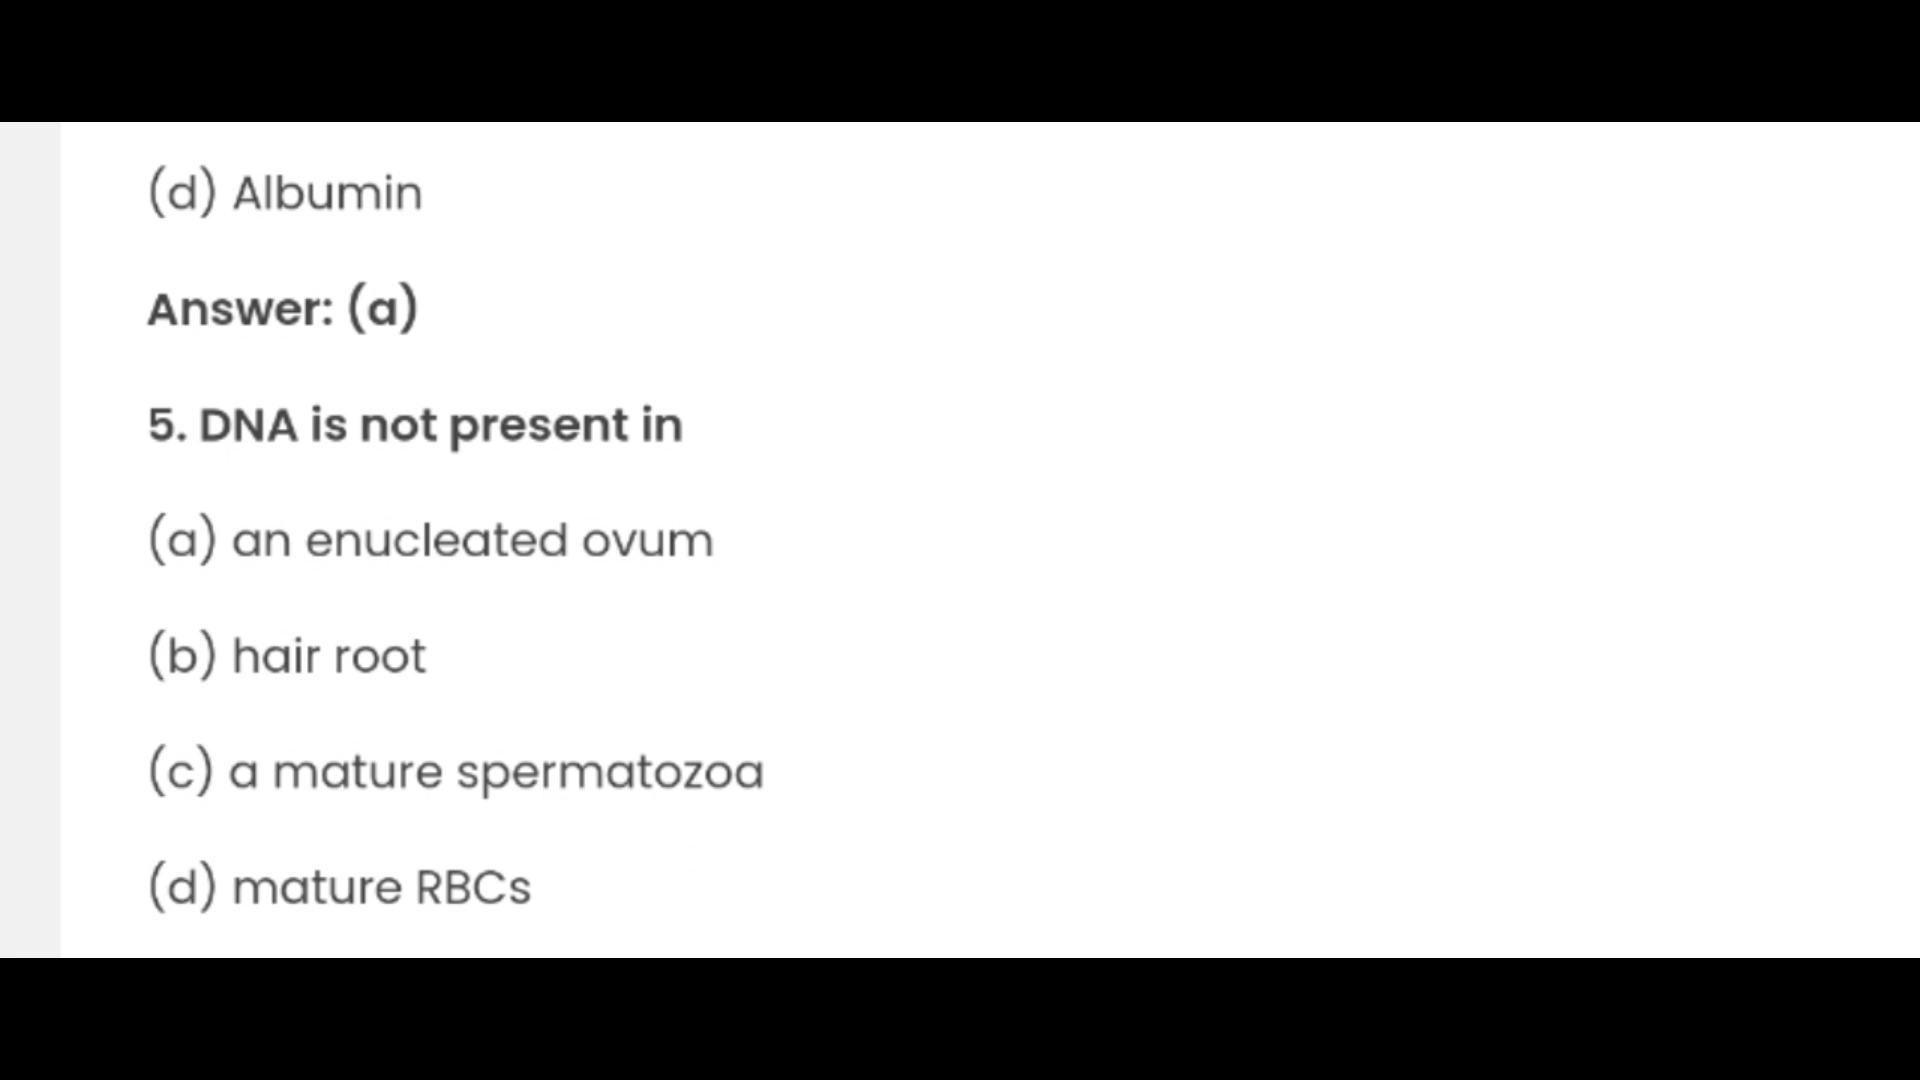 (d) Albumin
Answer: (a)
5. DNA is not present in
(a) an enucleated ovum
(b) hair root
(c) a mature spermatozoa
(d) mature RBCs